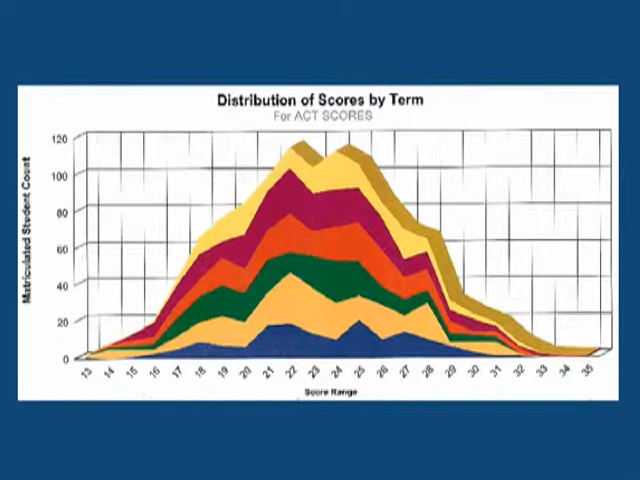 Distribution of Scores by Term
For ACT SCORES
Matriculated Student Count
120
100
80
60
40
20
0
13 14 15 16 17 18 19 20 21 22 23 24 25 26 27 28 29 30 31 32 33 34 35
Score Range